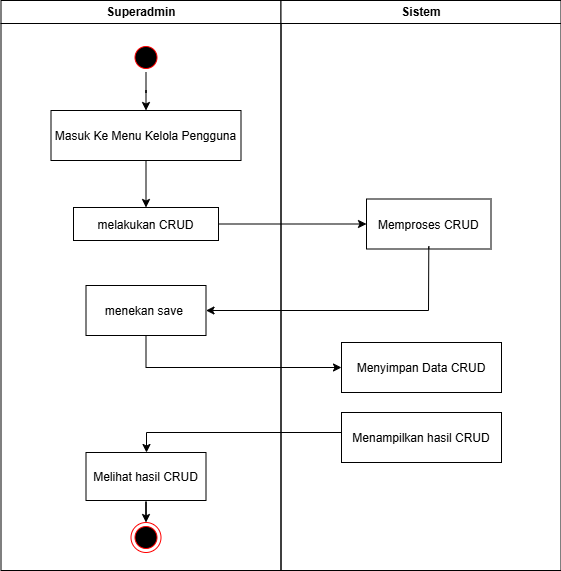 Superadmin
Sistem
Masuk Ke Menu Kelola Pengguna
melakukan CRUD
Memproses CRUD
menekan save
Menyimpan Data CRUD
Menampilkan hasil CRUD
Melihat hasil CRUD